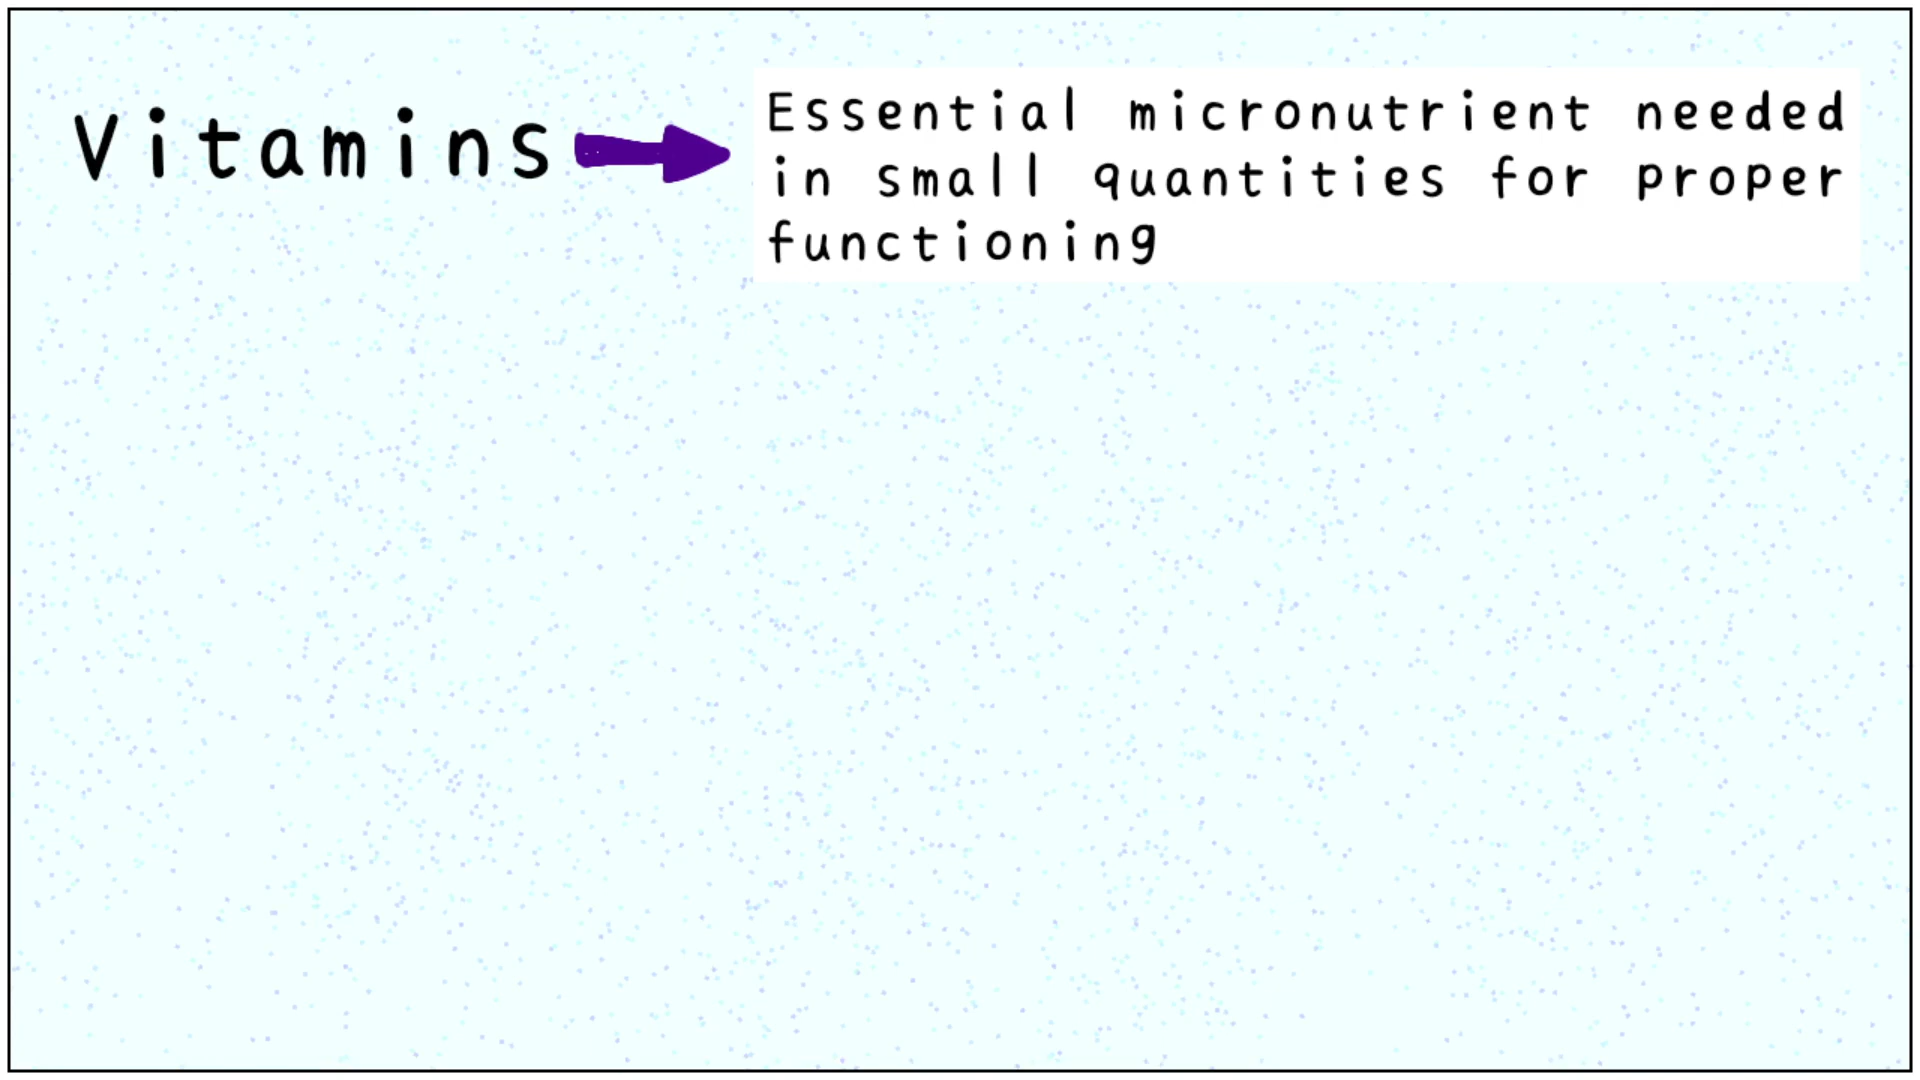 Vitamins
Essential micronutrient needed
in small quantities for proper
functioning